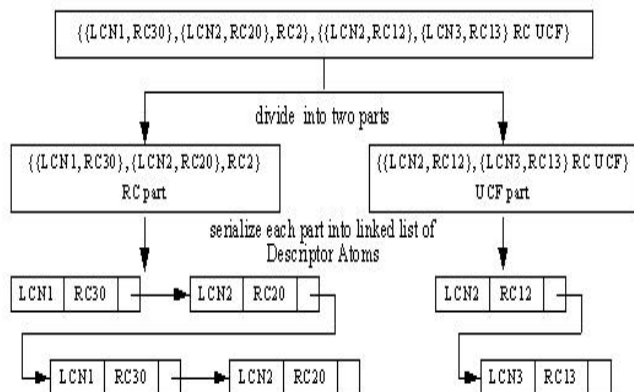 {{LCN1,RC30},{LCN2,RC20},RC2},{{LCN2,RC12},{LCN3,RC13} RC UCF}
divide into two parts
{{LCN1,RC30},{LCN2,RC20},RC2}
RC part
{{LCN2,RC12},{LCN3,RC13} RC UCF}
UCF part
serialize each part into linked list of
Descriptor Atoms
LCN1 RC30 LCN2 RC20
LCN2 RC12
LCN1 RC30 LCN2 RC20
LCN3 RC13